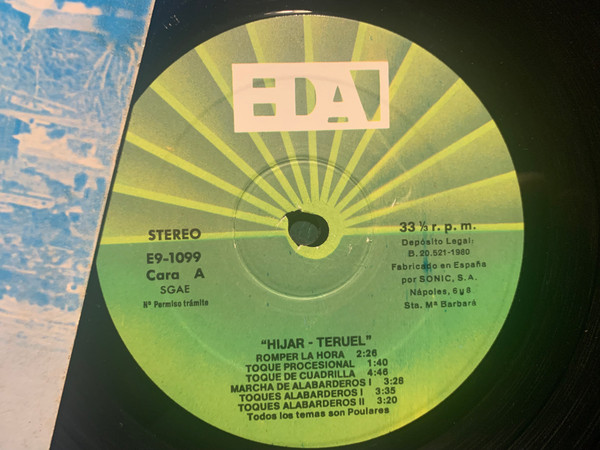 EDA
STEREO
E9-1099
Cara A
SGAE
Nº Permiso trámite
33 ⅓ r. p. m.
Depósito Legal:
B. 20.521-1980
Fabricado en España
por SONIC, S.A.
Nápoles, 6 y 8
Sta. Mª Barbará
"HIJAR - TERUEL"
ROMPER LA HORA 2:26
TOQUE PROCESIONAL 1:40
TOQUE DE CUADRILLA 4:46
MARCHA DE ALABARDEROS I 3:28
TOQUES ALABARDEROS I 3:35
TOQUES ALABARDEROS II 3:20
Todos los temas son Poulares